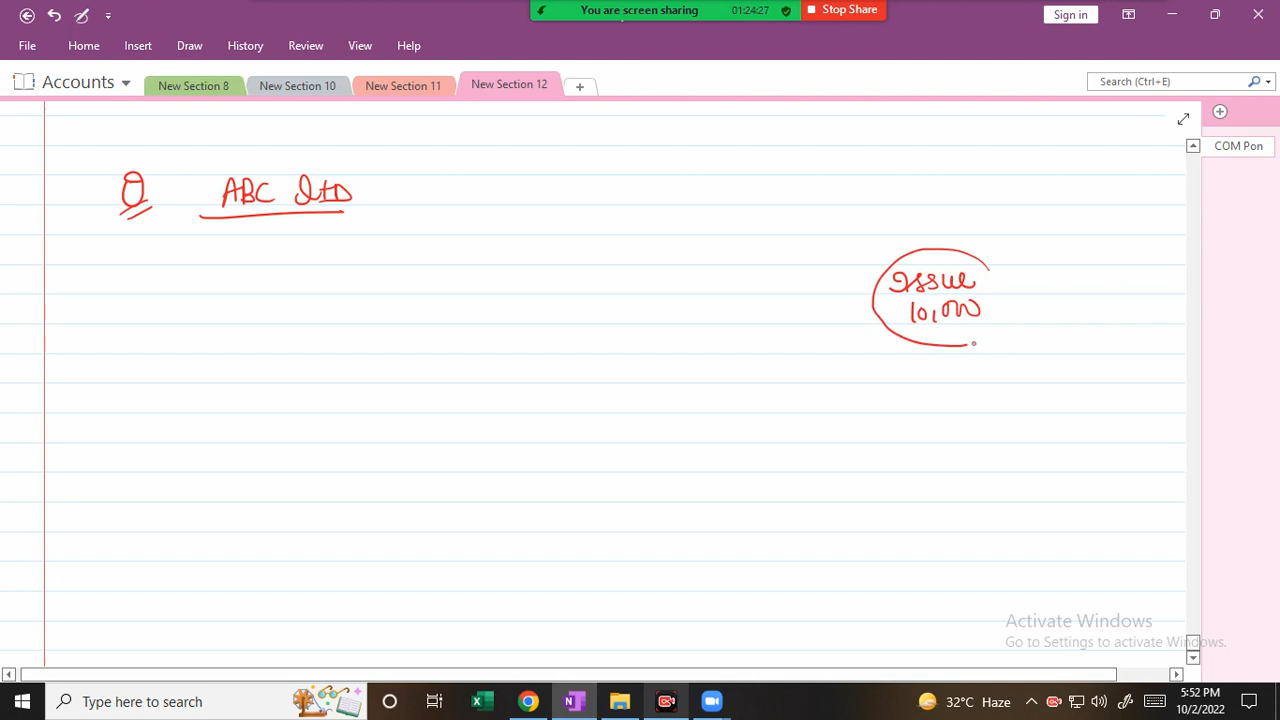 You are screen sharing 01:24:27 Stop Share
Sign in
File Home Insert Draw History Review View Help
Accounts New Section 8 New Section 10 New Section 11 New Section 12 Search (Ctrl+E)
COM Pon
Q ABC LTD
Issue
10,000
Activate Windows
Go to Settings to activate Windows.
Type here to search 32°C Haze 5:52 PM
10/2/2022